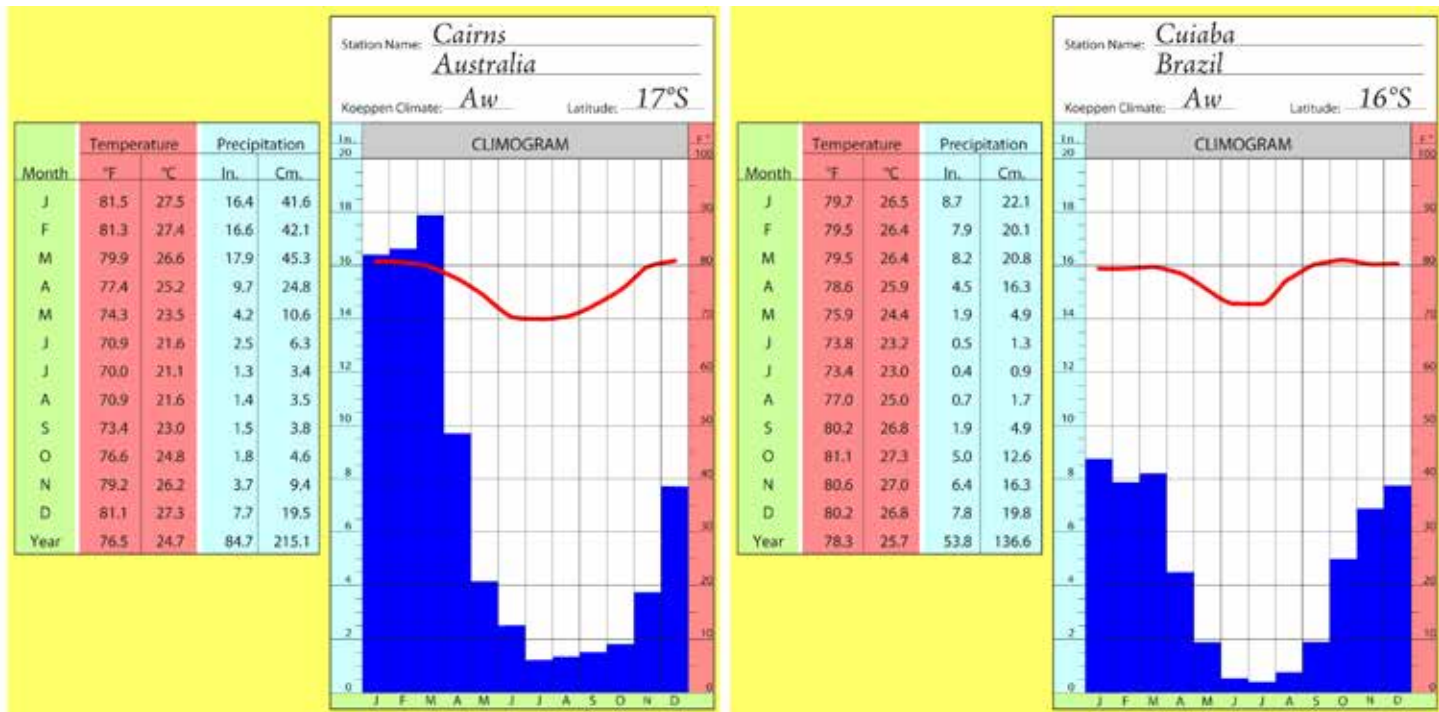 Station Name: Cairns
Australia
Koeppen Climate: Aw Latitude: 17°S
Temperature Precipitation
Month °F °C In. Cm.
J 81.5 27.5 16.4 41.6
F 81.3 27.4 16.6 42.1
M 79.9 26.6 17.9 45.3
A 77.4 25.2 9.7 24.8
M 74.3 23.5 4.2 10.6
J 70.9 21.6 2.5 6.3
J 70.0 21.1 1.3 3.4
A 70.9 21.6 1.4 3.5
S 73.4 23.0 1.5 3.8
O 76.6 24.8 1.8 4.6
N 79.2 26.2 3.7 9.4
D 81.1 27.3 7.7 19.5
Year 76.5 24.7 84.7 215.1
In. CLIMOGRAM F°
20 100
18 90
16 80
14 70
12 60
10 50
8 40
6 30
4 20
2 10
0 0
J F M A M J J A S O N D
Station Name: Cuiaba
Brazil
Koeppen Climate: Aw Latitude: 16°S
Temperature Precipitation
Month °F °C In. Cm.
J 79.7 26.5 8.7 22.1
F 79.5 26.4 7.9 20.1
M 79.5 26.4 8.2 20.8
A 78.6 25.9 4.5 16.3
M 75.9 24.4 1.9 4.9
J 73.8 23.2 0.5 1.3
J 73.4 23.0 0.4 0.9
A 77.0 25.0 0.7 1.7
S 80.2 26.8 1.9 4.9
O 81.1 27.3 5.0 12.6
N 80.6 27.0 6.4 16.3
D 80.2 26.8 7.8 19.8
Year 78.3 25.7 53.8 136.6
In. CLIMOGRAM F°
20 100
18 90
16 80
14 70
12 60
10 50
8 40
6 30
4 20
2 10
0 0
J F M A M J J A S O N D